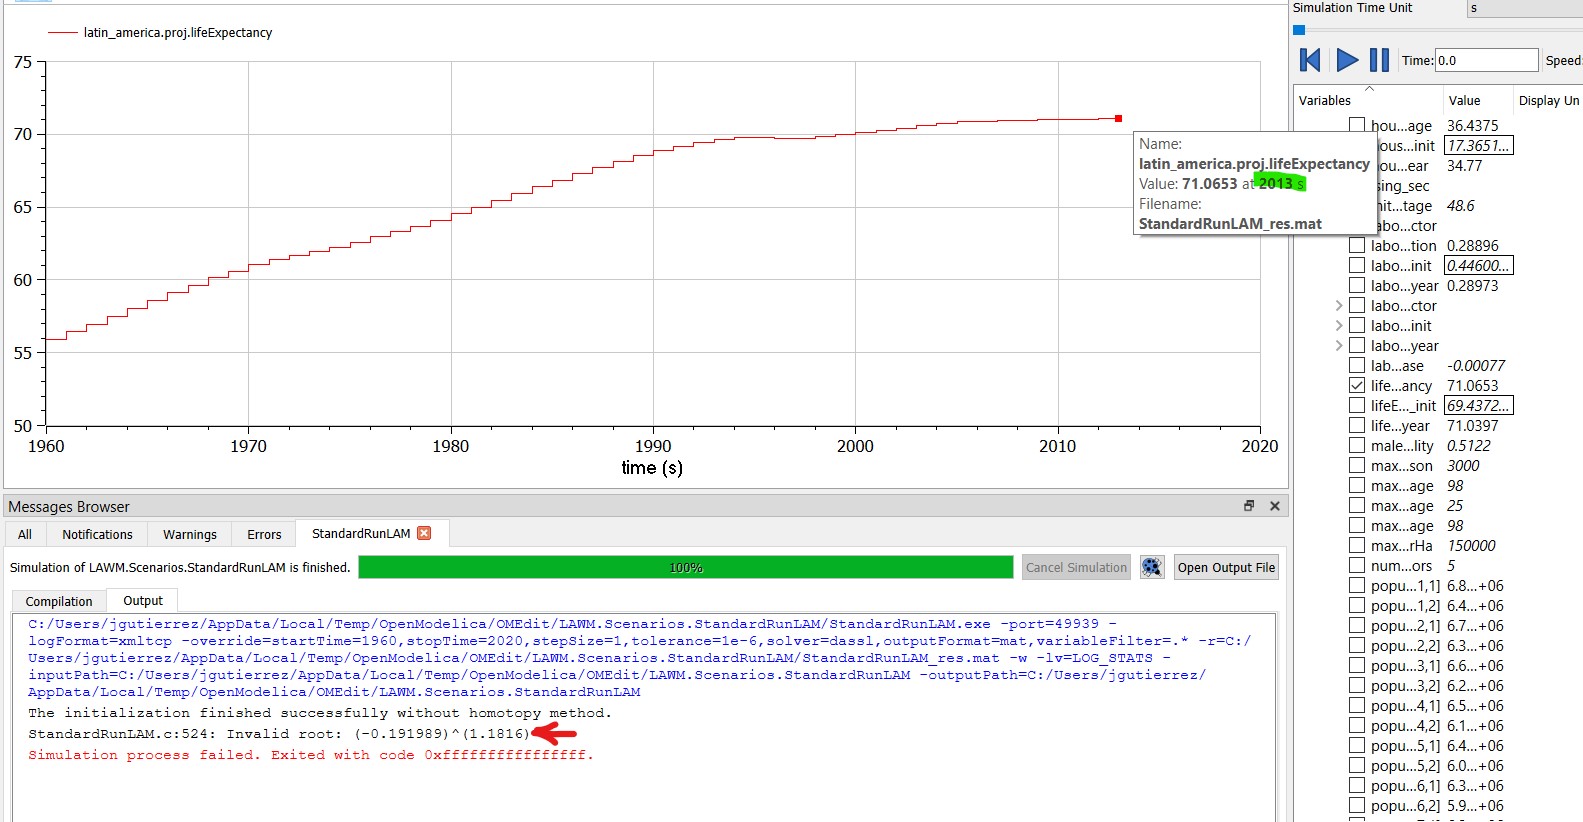 latin_america.proj.lifeExpectancy
75
70
65
60
55
50
1960
1970
1980
1990
2000
2010
2020
time (s)
Name:
latin_america.proj.lifeExpectancy
Value: 71.0653 at 2013 s
Filename:
StandardRunLAM_res.mat
Simulation Time Unit
s
Time: 0.0 Speed:
Variables Value Display Un
hou...age 36.4375
ous...init 17.3651...
ou...ear 34.77
sing_sec
it...tage 48.6
abo...ctor
labo...tion 0.28896
labo...init 0.44600...
labo...year 0.28973
labo...ctor
labo...init
labo...year
lab...ase -0.00077
life...ancy 71.0653
lifeE..._init 69.4372...
life...year 71.0397
male...lity 0.5122
max...son 3000
max...age 98
max...age 25
max...age 98
max...rHa 150000
num...ors 5
popu...1,1] 6.8...+06
popu...1,2] 6.4...+06
popu...2,1] 6.7...+06
popu...2,2] 6.3...+06
popu...3,1] 6.6...+06
popu...3,2] 6.2...+06
popu...4,1] 6.5...+06
popu...4,2] 6.1...+06
popu...5,1] 6.4...+06
popu...5,2] 6.0...+06
popu...6,1] 6.3...+06
popu...6,2] 5.9...+06
Messages Browser
All Notifications Warnings Errors StandardRunLAM
Simulation of LAWM.Scenarios.StandardRunLAM is finished.
100%
Cancel Simulation
Open Output File
Compilation Output
C:/Users/jgutierrez/AppData/Local/Temp/OpenModelica/OMEdit/LAWM.Scenarios.StandardRunLAM/StandardRunLAM.exe -port=49939 -
logFormat=xmltcp -override=startTime=1960,stopTime=2020,stepSize=1,tolerance=1e-6,solver=dassl,outputFormat=mat,variableFilter=.* -r=C:/
Users/jgutierrez/AppData/Local/Temp/OpenModelica/OMEdit/LAWM.Scenarios.StandardRunLAM/StandardRunLAM_res.mat -w -lv=LOG_STATS -
inputPath=C:/Users/jgutierrez/AppData/Local/Temp/OpenModelica/OMEdit/LAWM.Scenarios.StandardRunLAM -outputPath=C:/Users/jgutierrez/
AppData/Local/Temp/OpenModelica/OMEdit/LAWM.Scenarios.StandardRunLAM
The initialization finished successfully without homotopy method.
StandardRunLAM.c:524: Invalid root: (-0.191989)^(1.1816)
Simulation process failed. Exited with code 0xffffffffffffffff.